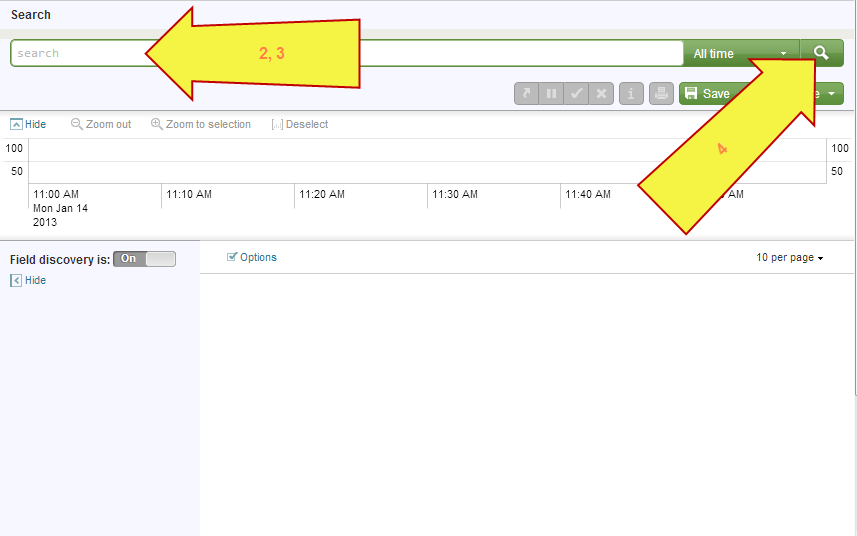 Search
search 2, 3 All time
Save e
Hide Zoom out Zoom to selection Deselect
4
100 100
50 50
11:00 AM 11:10 AM 11:20 AM 11:30 AM 11:40 AM AM
Mon Jan 14
2013
Field discovery is: On Options 10 per page
Hide